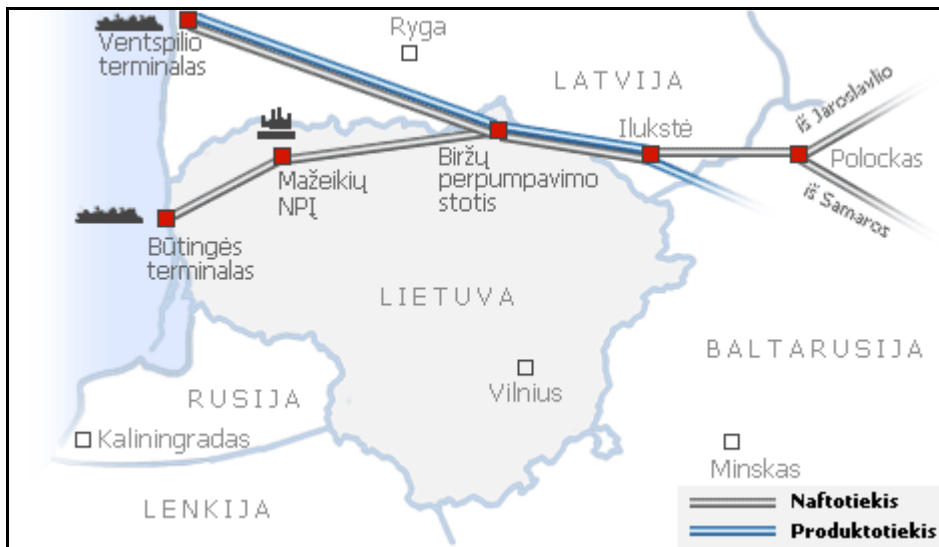 Ventspilio
terminalas
Ryga
LATVIJA
Ilukstė
iš Jaroslavlio
Polockas
iš Samaros
Biržų
perpumpavimo
stotis
Mažeikių
NPĮ
Būtingės
terminalas
LIETUVA
BALTARUSIJA
Vilnius
RUSIJA
Kaliningradas
Minskas
LENKIJA
Naftotiekis
Produktotiekis